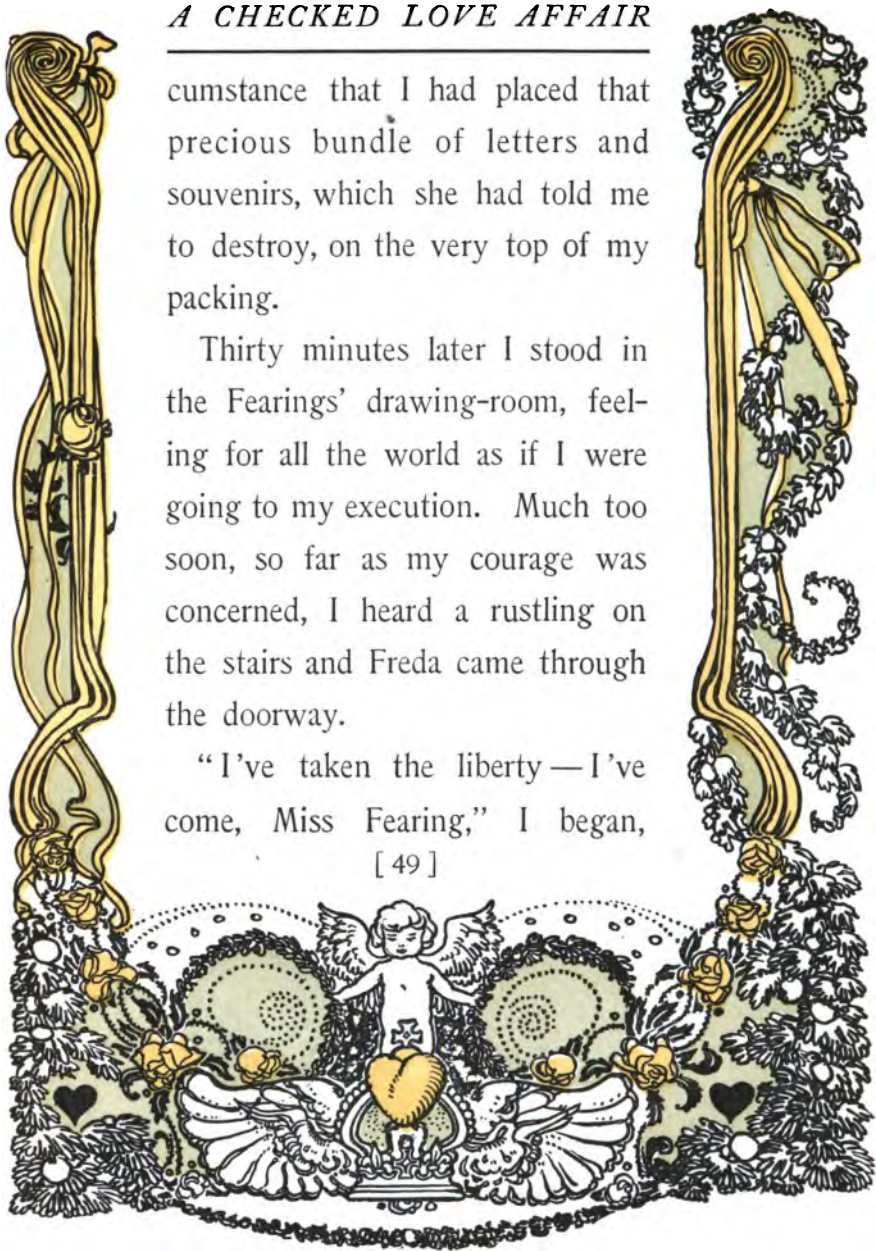 A CHECKED LOVE AFFAIR
cumstance that I had placed that
precious bundle of letters and
souvenirs, which she had told me
to destroy, on the very top of my
packing.
Thirty minutes later I stood in
the Fearings’ drawing-room, feel-
ing for all the world as if I were
going to my execution. Much too
soon, so far as my courage was
concerned, I heard a rustling on
the stairs and Freda came through
the doorway.
“I’ve taken the liberty — I’ve
come, Miss Fearing,” I began,
[ 49 ]